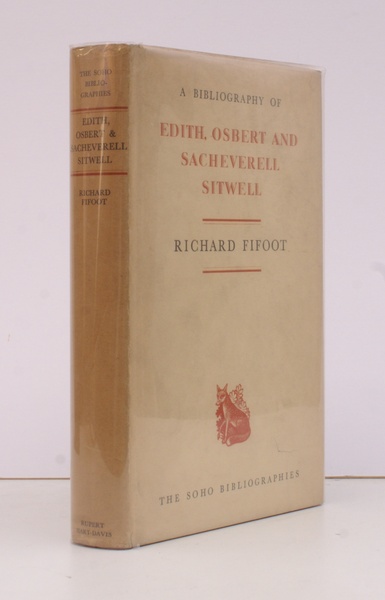 THE SOHO
BIBLIO-
GRAPHIES
EDITH,
OSBERT &
SACHEVERELL
SITWELL
RICHARD
FIFOOT
RUPERT
HART-DAVIS
A BIBLIOGRAPHY OF
EDITH, OSBERT AND
SACHEVERELL
SITWELL
RICHARD FIFOOT
THE SOHO BIBLIOGRAPHIES